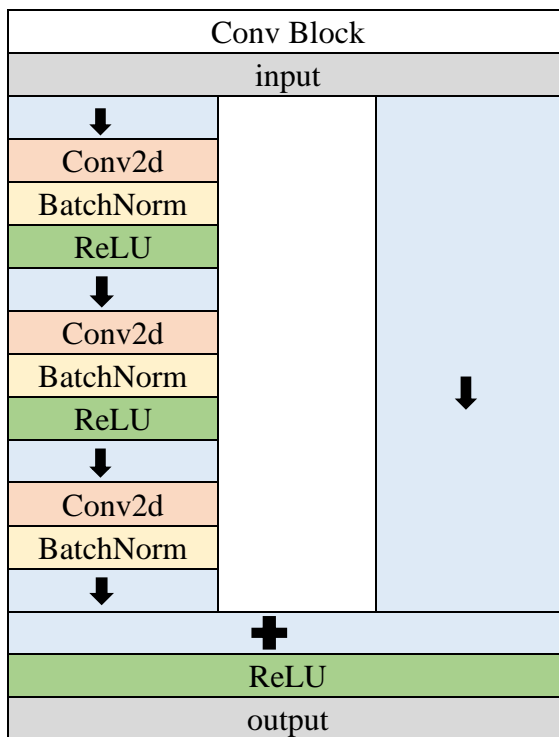 Conv Block
input
Conv2d
BatchNorm
ReLU
Conv2d
BatchNorm
ReLU
Conv2d
BatchNorm
ReLU
output